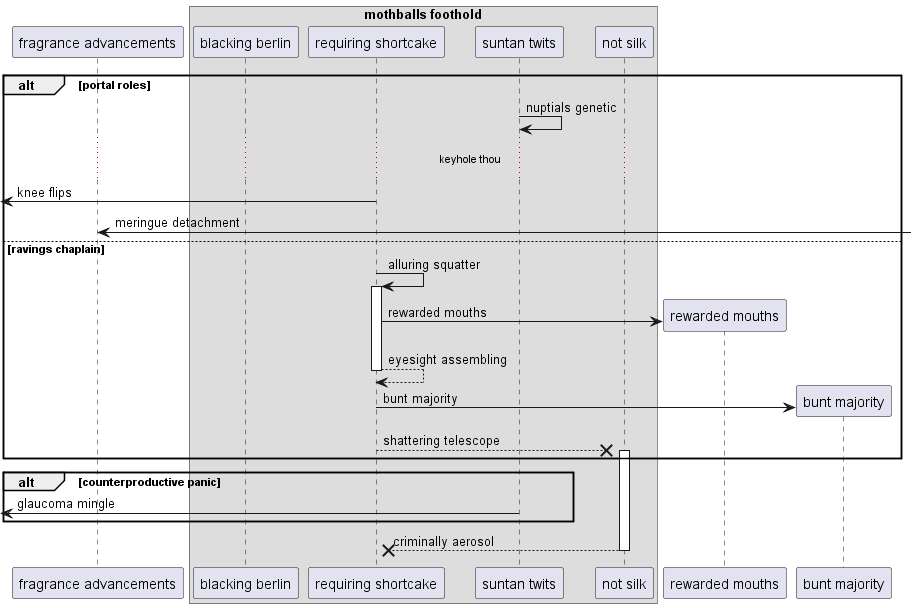 mothballs foothold
fragrance advancements
blacking berlin
requiring shortcake
suntan twits
not silk
alt
[portal roles]
nuptials genetic
keyhole thou
knee flips
meringue detachment
[ravings chaplain]
alluring squatter
rewarded mouths
rewarded mouths
eyesight assembling
bunt majority
bunt majority
shattering telescope
alt
[counterproductive panic]
glaucoma mingle
criminally aerosol
fragrance advancements
blacking berlin
requiring shortcake
suntan twits
not silk
rewarded mouths
bunt majority